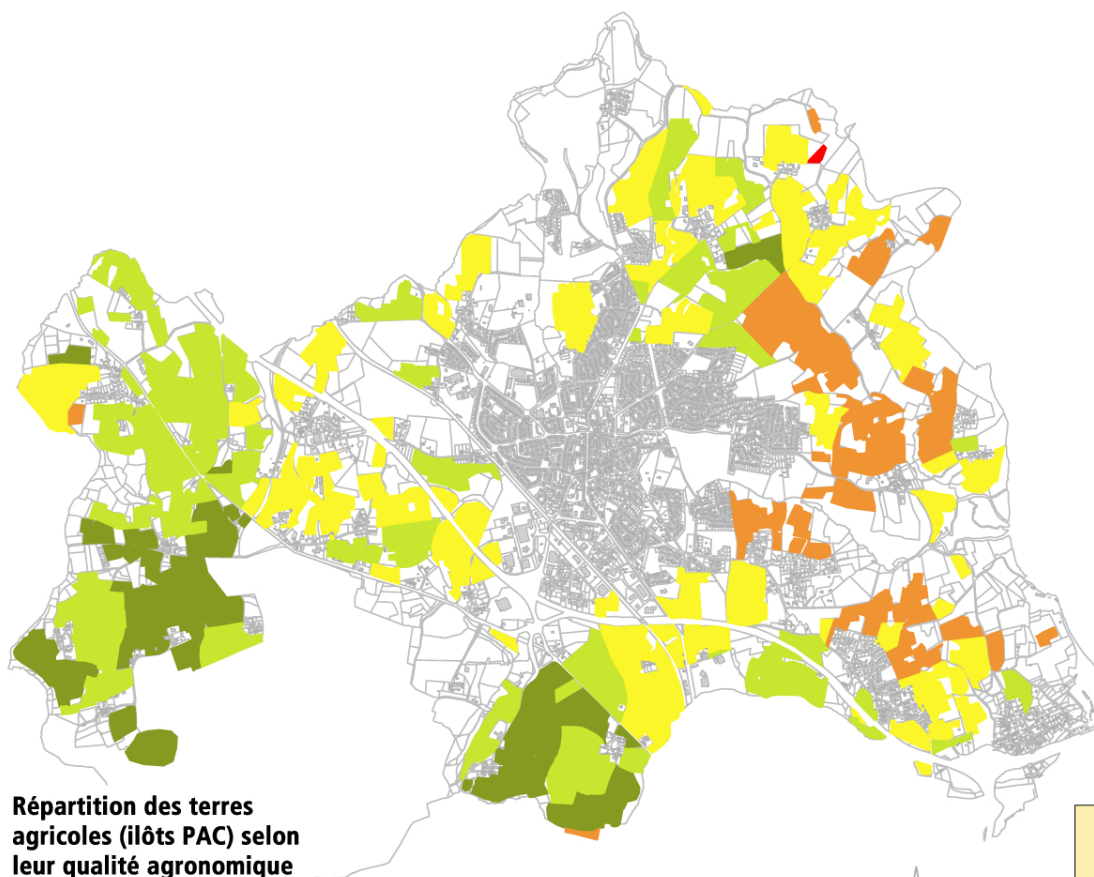 Répartition des terres
agricoles (ilôts PAC) selon
leur qualité agronomique